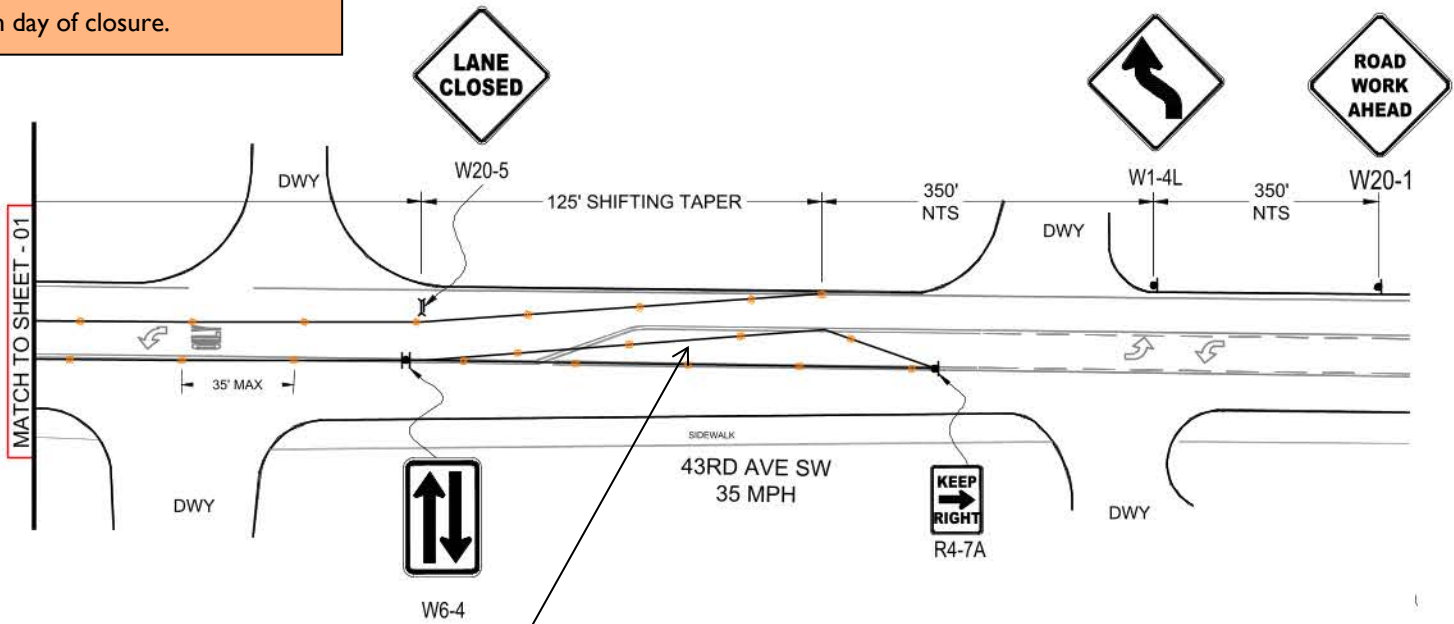 n day of closure.
LANE
CLOSED
W20-5
W1-4L
ROAD
WORK
AHEAD
W20-1
DWY
125' SHIFTING TAPER
350'
NTS
DWY
350'
NTS
MATCH TO SHEET - 01
35' MAX
SIDEWALK
43RD AVE SW
35 MPH
DWY
W6-4
KEEP
RIGHT
R4-7A
DWY